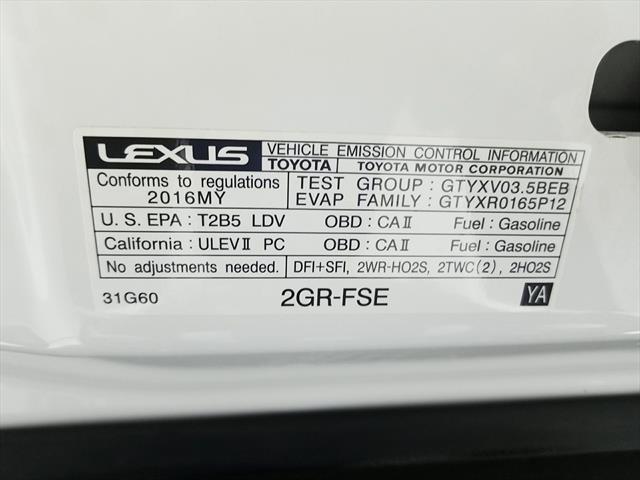 LEXUS VEHICLE EMISSION CONTROL INFORMATION
TOYOTA TOYOTA MOTOR CORPORATION
Conforms to regulations TEST GROUP : GTYXV03.5BEB
2016MY EVAP FAMILY : GTYXR0165P12
U.S. EPA : T2B5 LDV OBD : CAⅡ Fuel : Gasoline
California : ULEVⅡ PC OBD : CAⅡ Fuel : Gasoline
No adjustments needed. DFI+SFI, 2WR-HO2S, 2TWC(2), 2HO2S
31G60 2GR-FSE YA